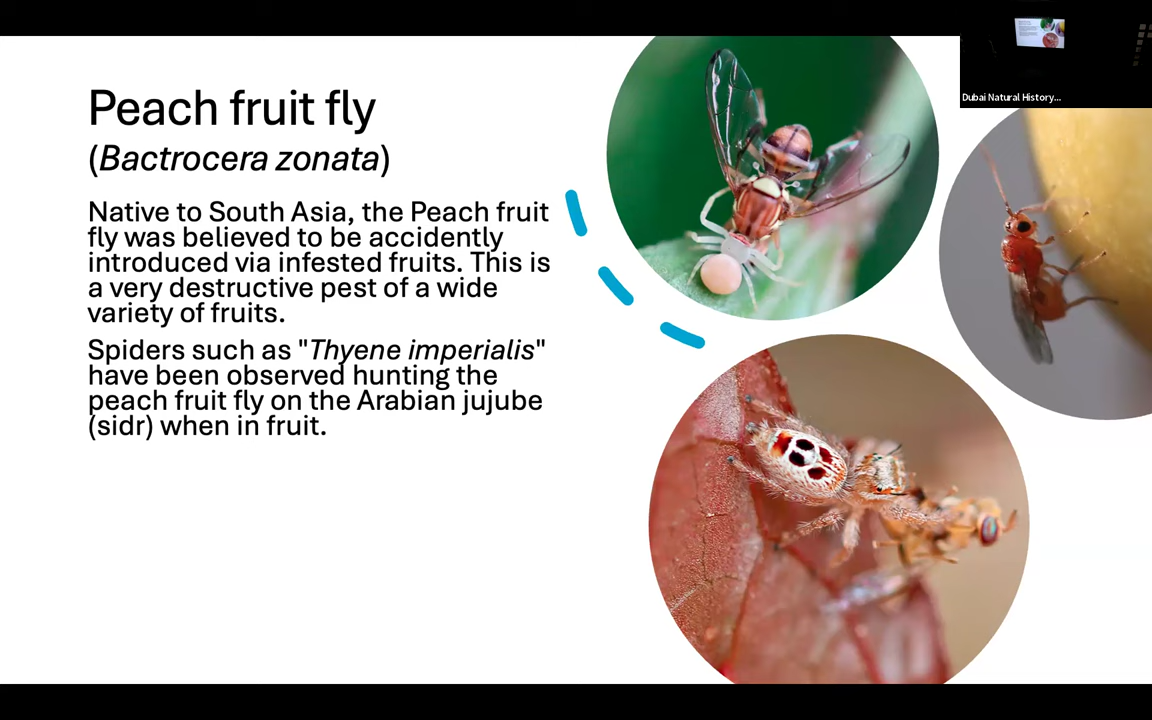 Peach fruit fly
(Bactrocera zonata)
Native to South Asia, the Peach fruit
fly was believed to be accidently
introduced via infested fruits. This is
a very destructive pest of a wide
variety of fruits.
Spiders such as "Thyene imperialis"
have been observed hunting the
peach fruit fly on the Arabian jujube
(sidr) when in fruit.
Dubai Natural History...